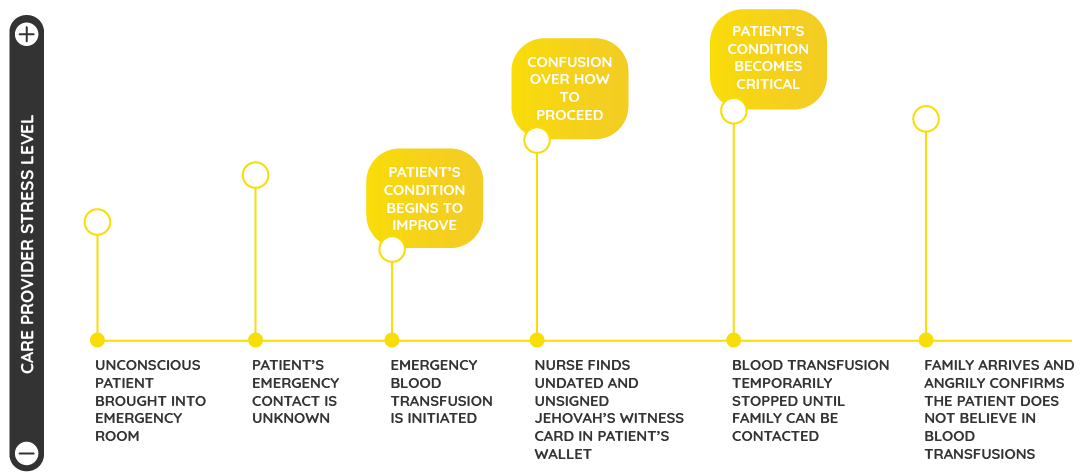 CARE PROVIDER STRESS LEVEL
PATIENT'S
CONDITION
BEGINS TO
IMPROVE
CONFUSION
OVER HOW
TO
PROCEED
PATIENT'S
CONDITION
BECOMES
CRITICAL
UNCONSCIOUS
PATIENT
BROUGHT INTO
EMERGENCY
ROOM
PATIENT'S
EMERGENCY
CONTACT IS
UNKNOWN
EMERGENCY
BLOOD
TRANSFUSION
IS INITIATED
NURSE FINDS
UNDATED AND
UNSIGNED
JEHOVAH'S WITNESS
CARD IN PATIENT'S
WALLET
BLOOD TRANSFUSION
TEMPORARILY
STOPPED UNTIL
FAMILY CAN BE
CONTACTED
FAMILY ARRIVES AND
ANGRILY CONFIRMS
THE PATIENT DOES
NOT BELIEVE IN
BLOOD
TRANSFUSIONS